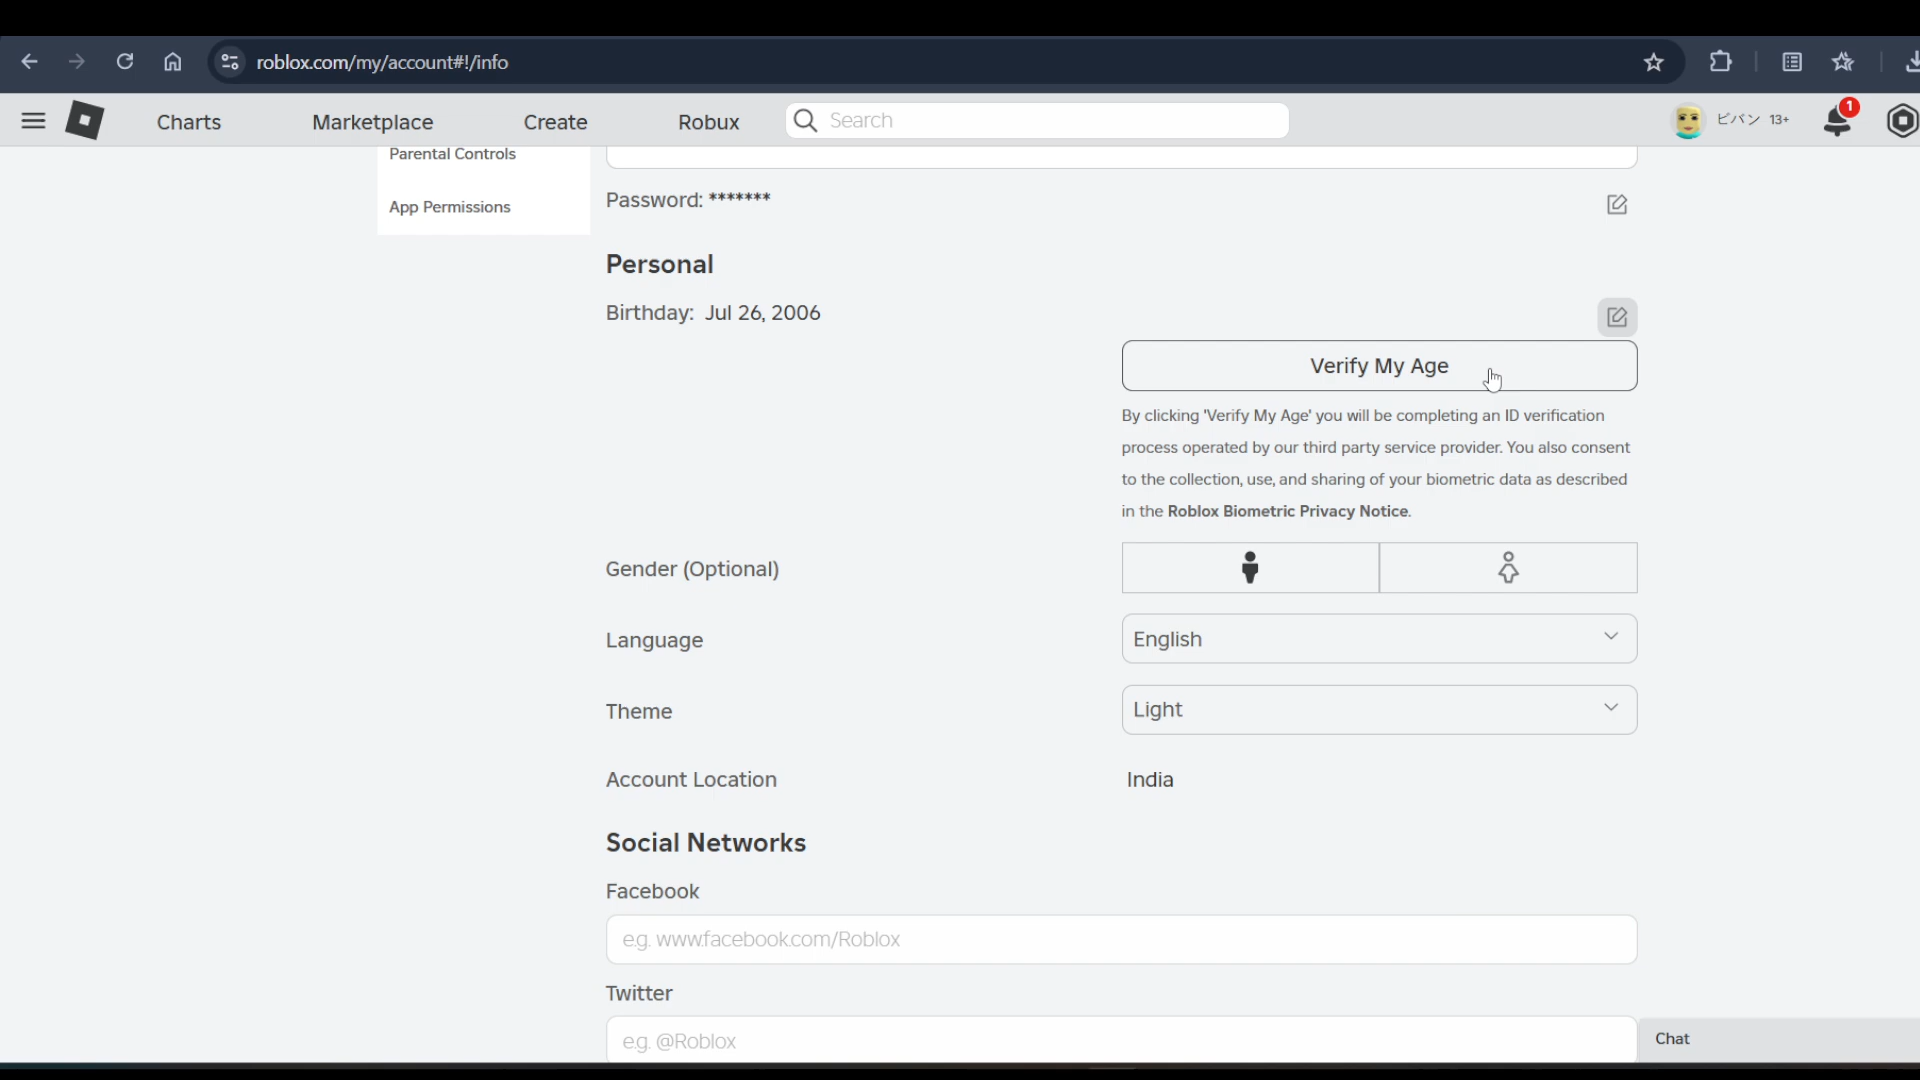 roblox.com/my/account#!/info
Charts
Marketplace
Create
Robux
Search
ビバン 13+
1
Parental Controls
App Permissions
Password: *******
Personal
Birthday: Jul 26, 2006
Verify My Age
By clicking 'Verify My Age' you will be completing an ID verification
process operated by our third party service provider. You also consent
to the collection, use, and sharing of your biometric data as described
in the Roblox Biometric Privacy Notice.
Gender (Optional)
Language
English
Theme
Light
Account Location
India
Social Networks
Facebook
e.g. www.facebook.com/Roblox
Twitter
e.g. @Roblox
Chat